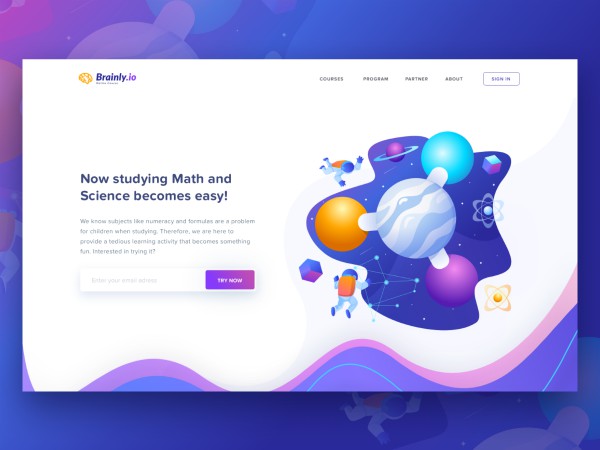 Brainly.io
COURSES
PROGRAM
PARTNER
ABOUT
SIGN IN
Now studying Math and
Science becomes easy!
We know subjects like numeracy and formulas are a problem
for children when studying. Therefore, we are here to
provide a tedious learning activity that becomes something
fun. Interested in trying it?
Enter your email adress
TRY NOW